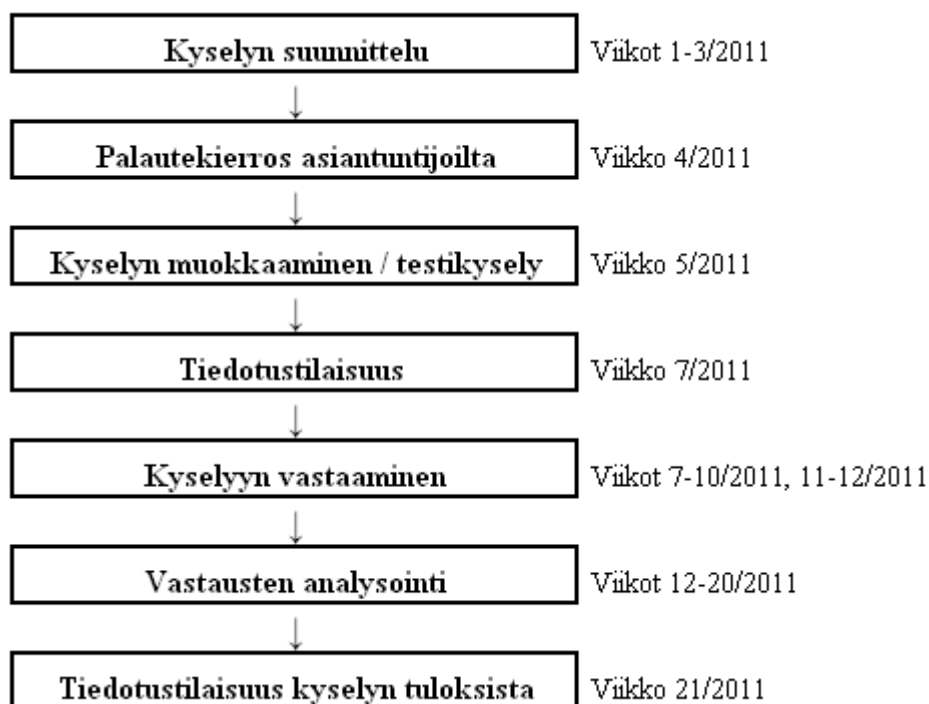 Kyselyn suunnittelu Viikot 1-3/2011
↓
Palautekierros asiantuntijoilta Viikko 4/2011
↓
Kyselyn muokkaaminen / testikysely Viikko 5/2011
↓
Tiedotustilaisuus Viikko 7/2011
↓
Kyselyyn vastaaminen Viikot 7-10/2011, 11-12/2011
↓
Vastausten analysointi Viikot 12-20/2011
↓
Tiedotustilaisuus kyselyn tuloksista Viikko 21/2011